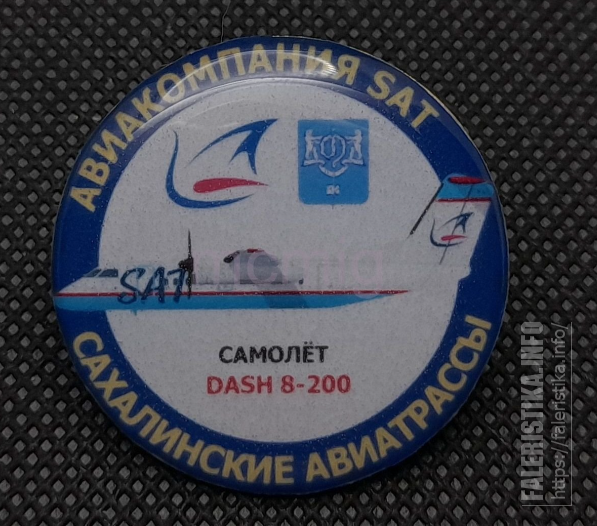 АВИАКОМПАНИЯ SAT
SAT
САМОЛЁТ
DASH 8-200
САХАЛИНСКИЕ АВИАТРАССЫ
FALERISTIKA.INFO
https://faleristika.info/